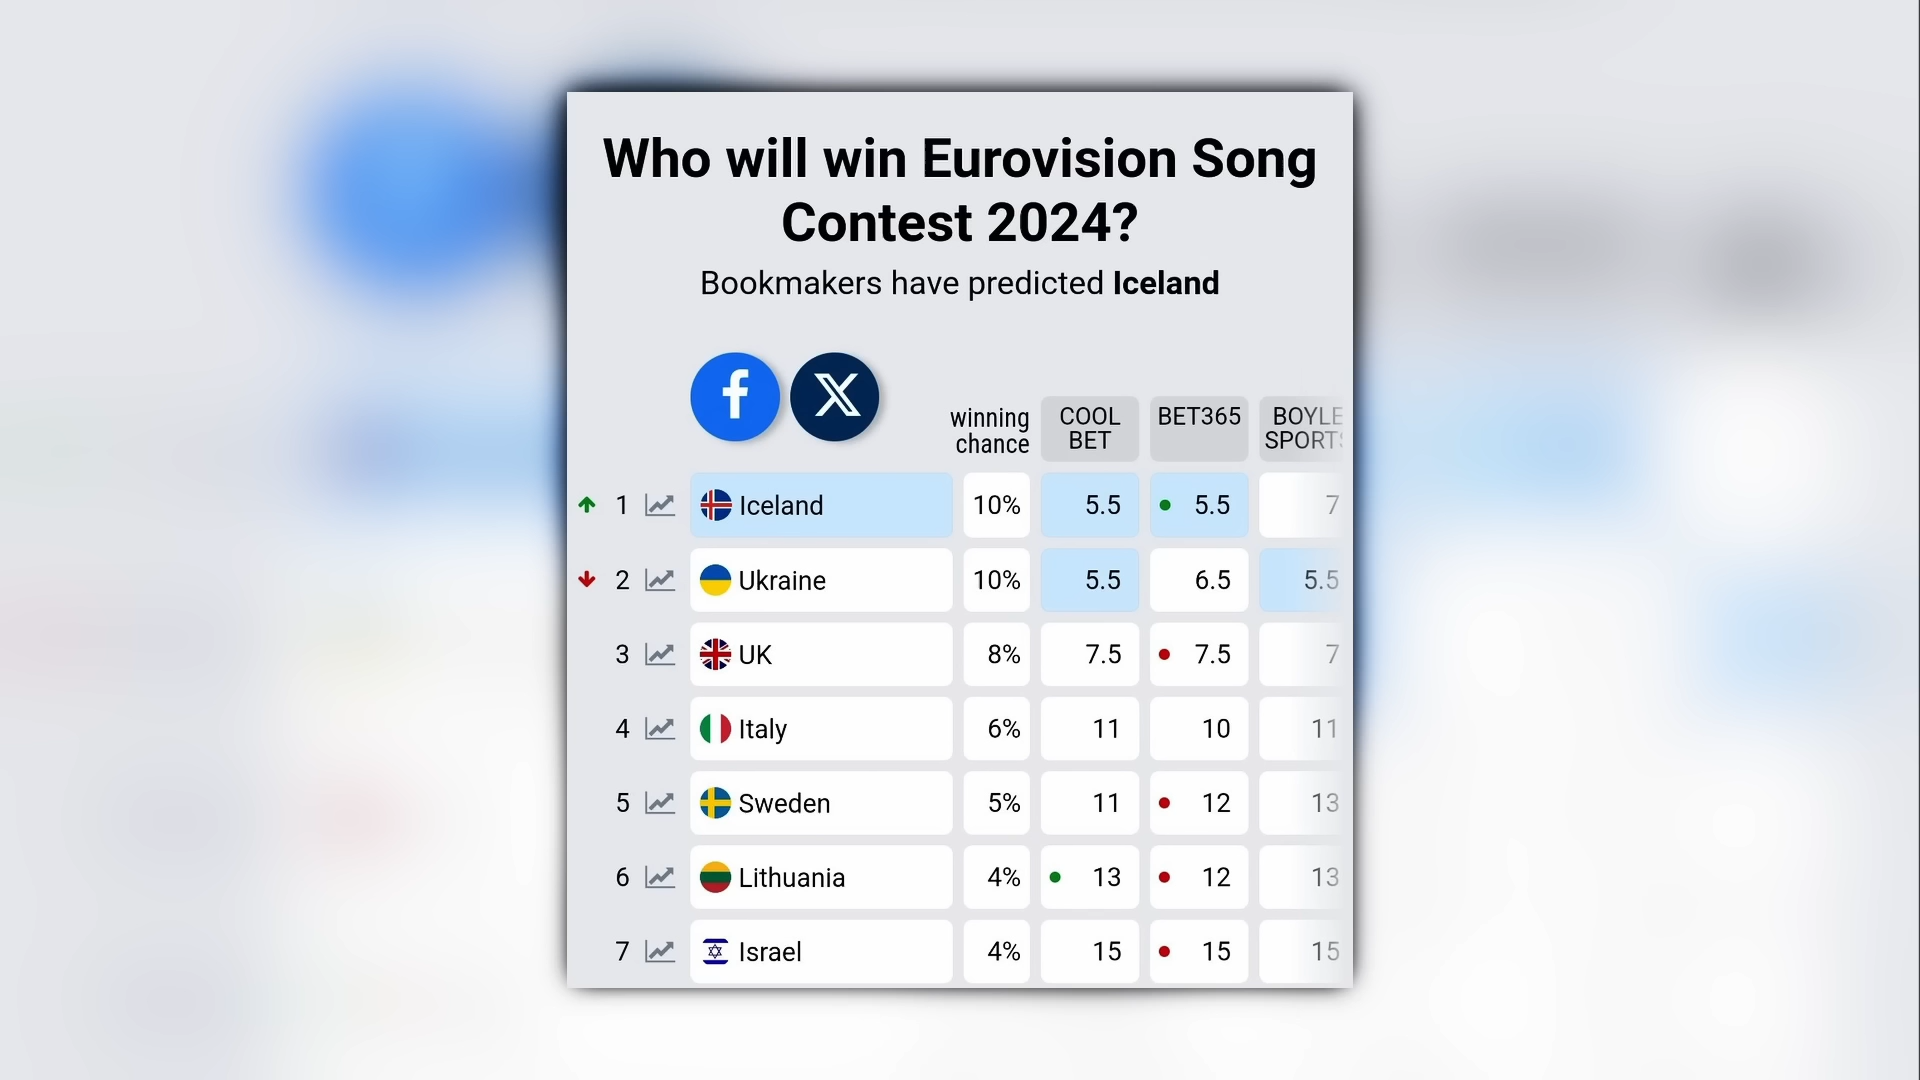 Who will win Eurovision Song
Contest 2024?
Bookmakers have predicted Iceland
winning
chance
COOL
BET
BET365
BOYLE
SPORTS
1 Iceland 10% 5.5 5.5 7
2 Ukraine 10% 5.5 6.5 5.5
3 UK 8% 7.5 7.5 7
4 Italy 6% 11 10 11
5 Sweden 5% 11 12 13
6 Lithuania 4% 13 12 13
7 Israel 4% 15 15 15